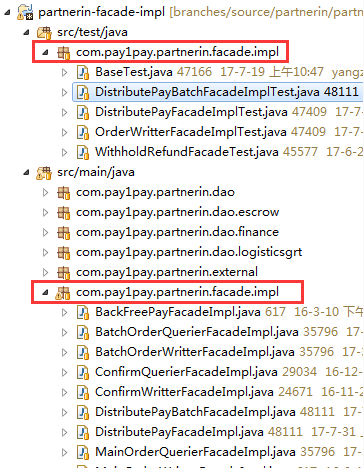 partnerin-facade-impl [branches/source/partnerin/part
src/test/java
com.pay1pay.partnerin.facade.impl
BaseTest.java 47166 17-7-19 上午10:47 yang
DistributePayBatchFacadeImplTest.java 48111
DistributePayFacadeImplTest.java 47409 17-7-
OrderWritterFacadeImplTest.java 47409 17-7-
WithholdRefundFacadeTest.java 45577 17-6-2
src/main/java
com.pay1pay.partnerin.dao
com.pay1pay.partnerin.dao.escrow
com.pay1pay.partnerin.dao.finance
com.pay1pay.partnerin.dao.logisticsgrt
com.pay1pay.partnerin.external
com.pay1pay.partnerin.facade.impl
BackFreePayFacadeImpl.java 617 16-3-10 下午
BatchOrderQuerierFacadeImpl.java 35796 17-
BatchOrderWritterFacadeImpl.java 35796 17-
ConfirmQuerierFacadeImpl.java 29034 16-12-
ConfirmWritterFacadeImpl.java 24671 16-11-2
DistributePayBatchFacadeImpl.java 48111 17-
DistributePayFacadeImpl.java 48111 17-7-31
MainOrderQuerierFacadeImpl.java 35796 17-